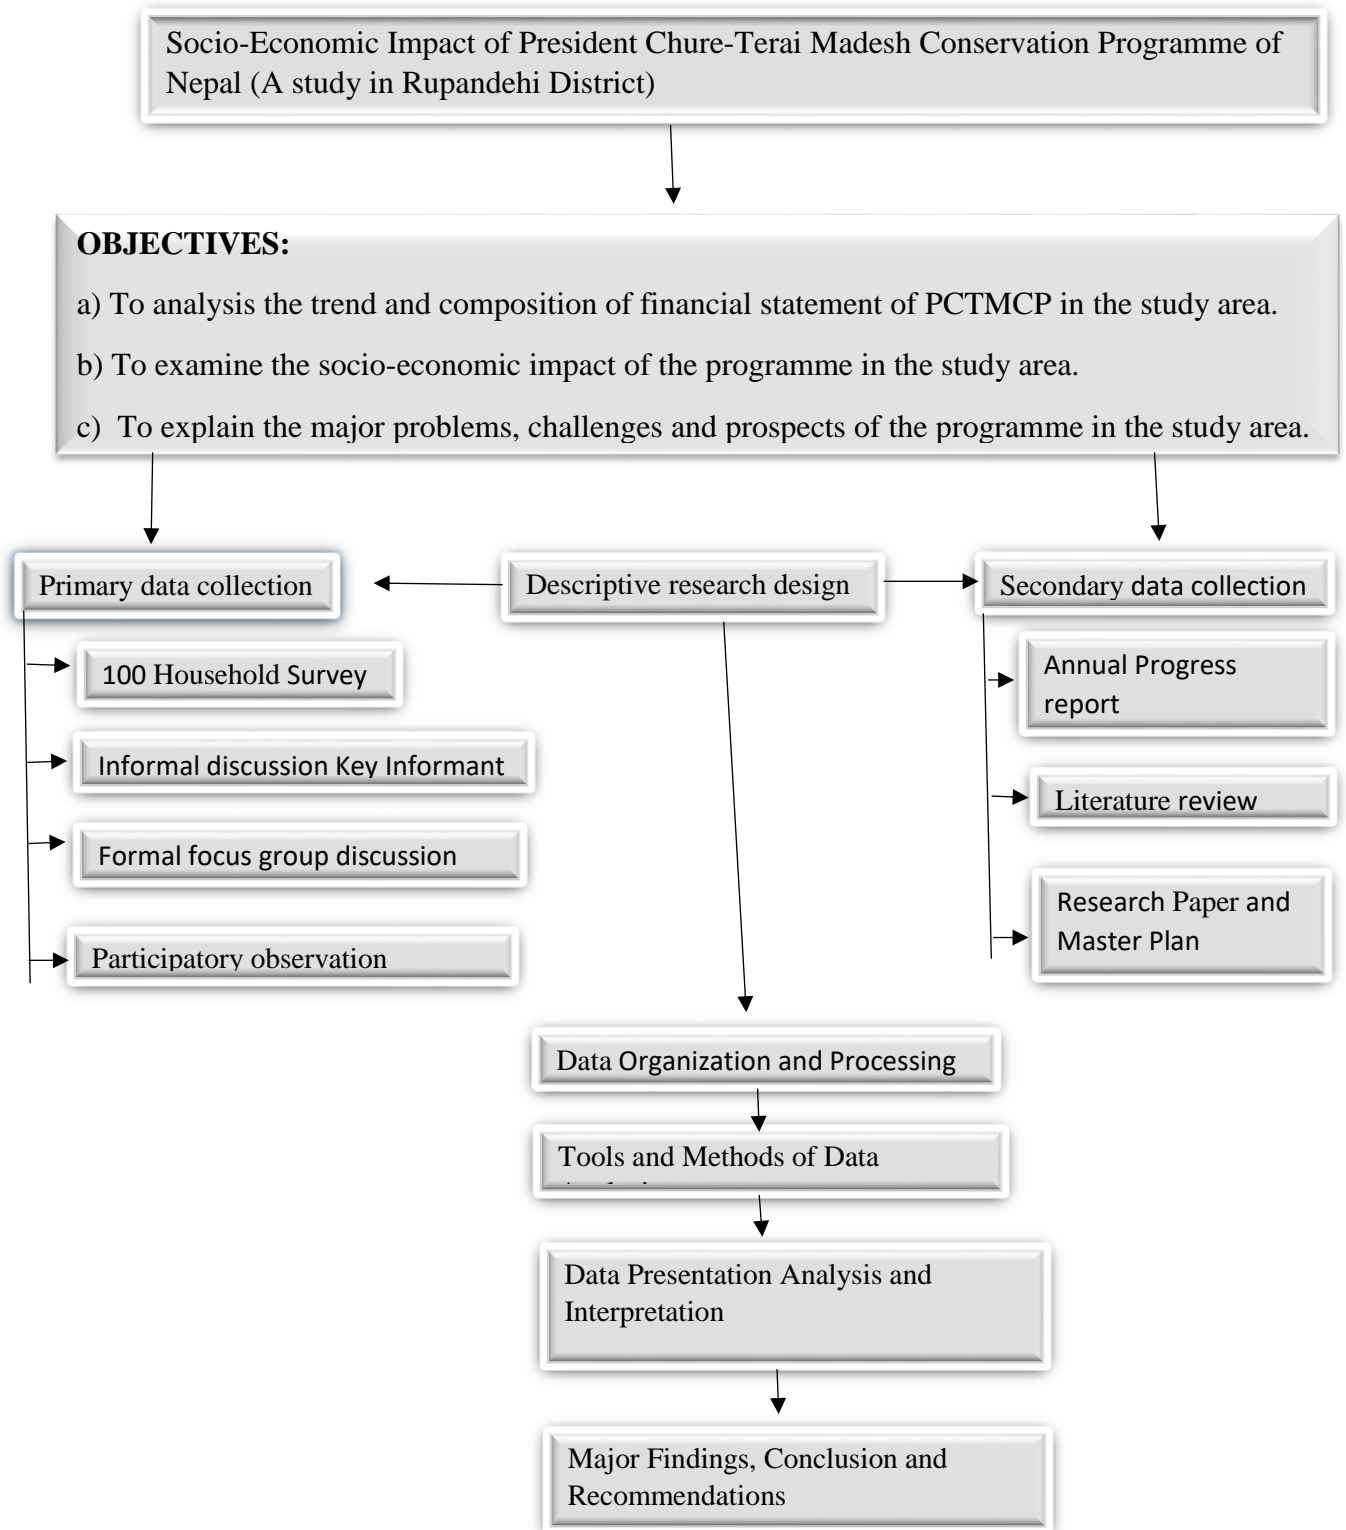 Socio-Economic Impact of President Chure-Terai Madesh Conservation Programme of
Nepal (A study in Rupandehi District)
OBJECTIVES:
a) To analysis the trend and composition of financial statement of PCTMCP in the study area.
b) To examine the socio-economic impact of the programme in the study area.
c) To explain the major problems, challenges and prospects of the programme in the study area.
Primary data collection
Descriptive research design
Secondary data collection
100 Household Survey
Informal discussion Key Informant
Formal focus group discussion
Participatory observation
Annual Progress
report
Literature review
Research Paper and
Master Plan
Data Organization and Processing
Tools and Methods of Data
Data Presentation Analysis and
Interpretation
Major Findings, Conclusion and
Recommendations